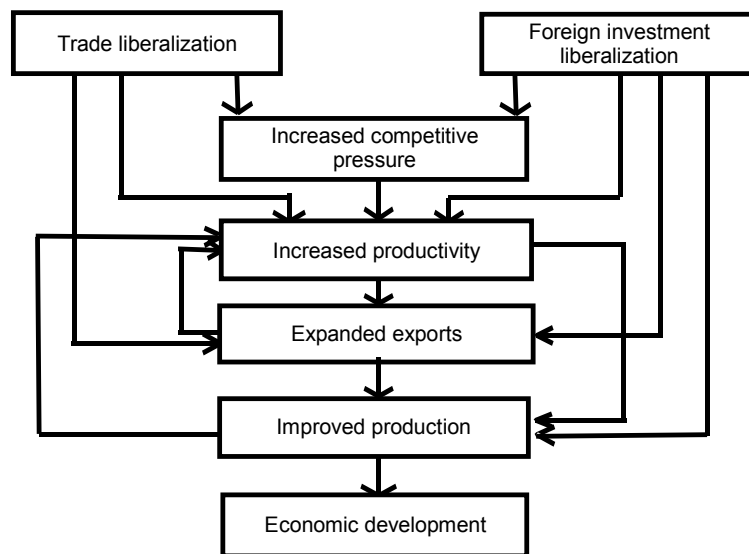 Trade liberalization
Foreign investment
liberalization
Increased competitive
pressure
Increased productivity
Expanded exports
Improved production
Economic development